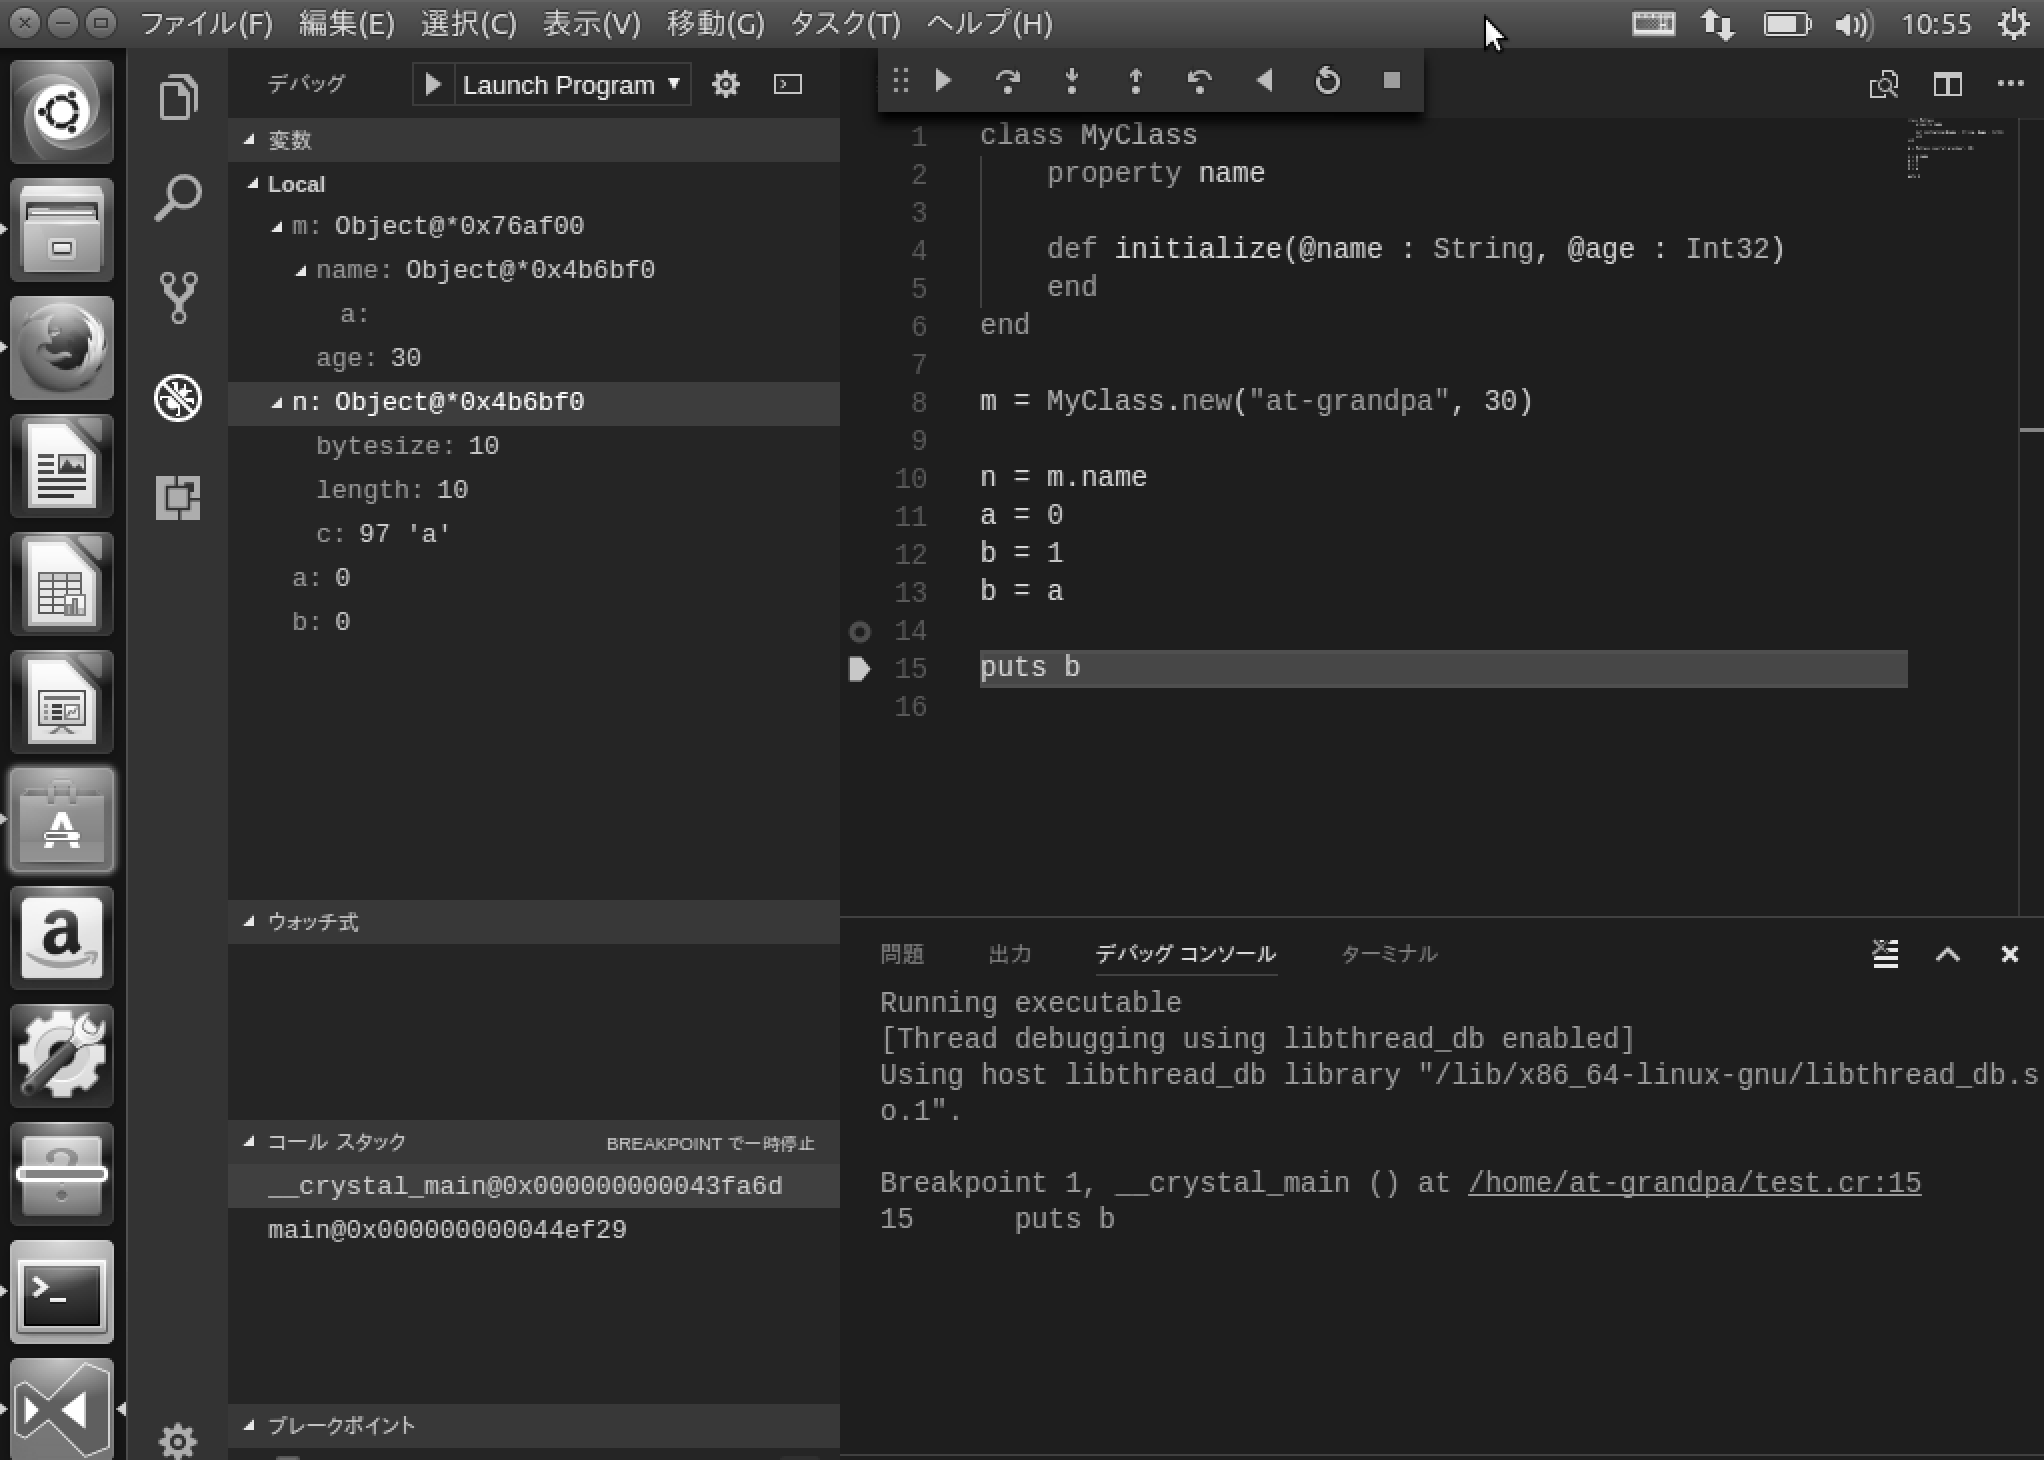 ファイル(F) 編集(E) 選択(C) 表示(V) 移動(G) タスク(T) ヘルプ(H)
10:55
デバッグ
Launch Program
変数
Local
m: Object@*0x76af00
name: Object@*0x4b6bf0
a:
age: 30
n: Object@*0x4b6bf0
bytesize: 10
length: 10
c: 97 'a'
a: 0
b: 0
ウォッチ式
コール スタック BREAKPOINT で一時停止
__crystal_main@0x000000000043fa6d
main@0x000000000044ef29
ブレークポイント
1 class MyClass
2 property name
3
4 def initialize(@name : String, @age : Int32)
5 end
6 end
7
8 m = MyClass.new("at-grandpa", 30)
9
10 n = m.name
11 a = 0
12 b = 1
13 b = a
14
15 puts b
16
問題 出力 デバッグ コンソール ターミナル
Running executable
[Thread debugging using libthread_db enabled]
Using host libthread_db library "/lib/x86_64-linux-gnu/libthread_db.s
o.1".
Breakpoint 1, __crystal_main () at /home/at-grandpa/test.cr:15
15 puts b